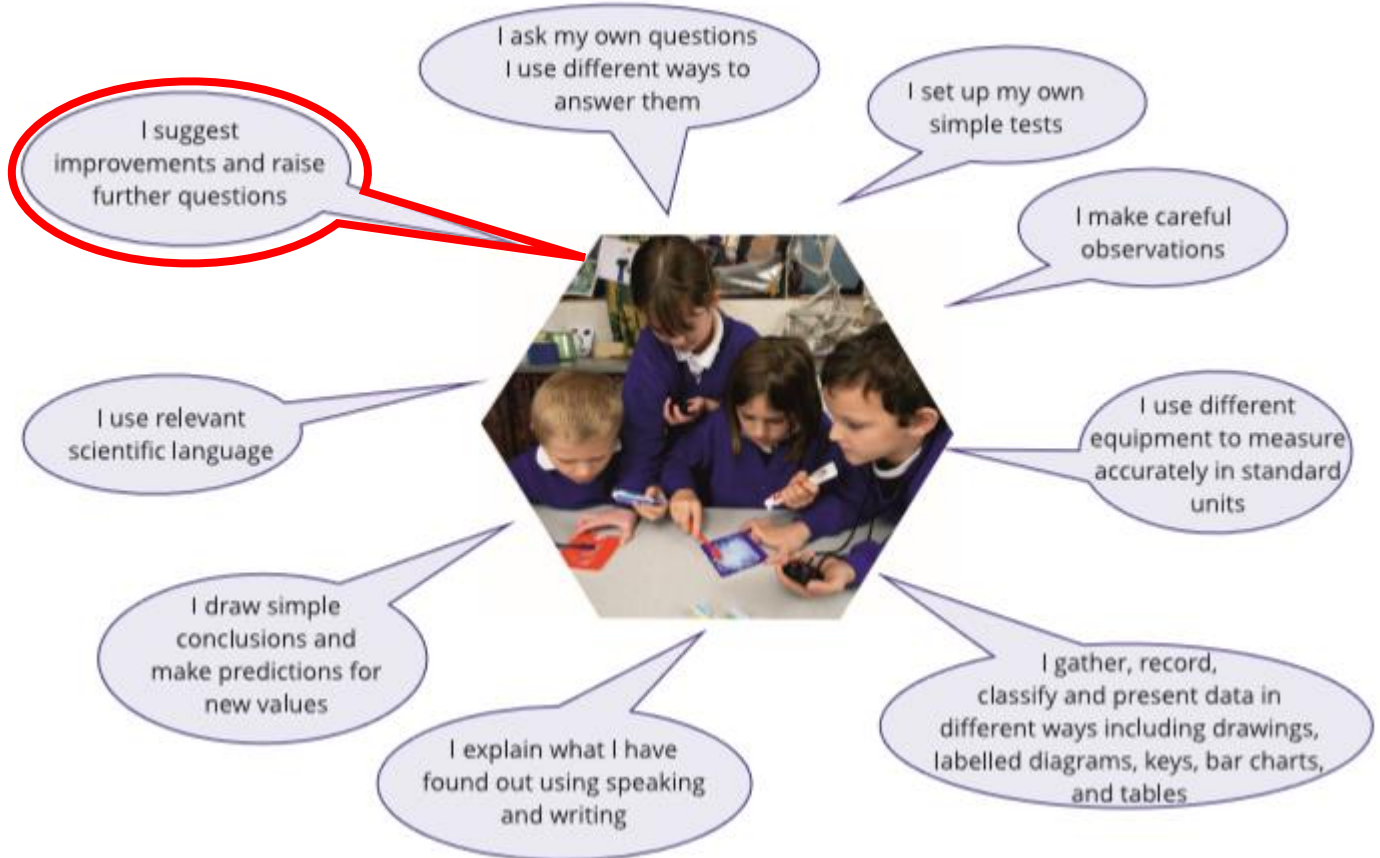 I ask my own questions
I use different ways to
answer them
I set up my own
simple tests
I make careful
observations
I use different
equipment to measure
accurately in standard
units
I gather, record,
classify and present data in
different ways including drawings,
labelled diagrams, keys, bar charts,
and tables
I explain what I have
found out using speaking
and writing
I draw simple
conclusions and
make predictions for
new values
I use relevant
scientific language
I suggest
improvements and raise
further questions